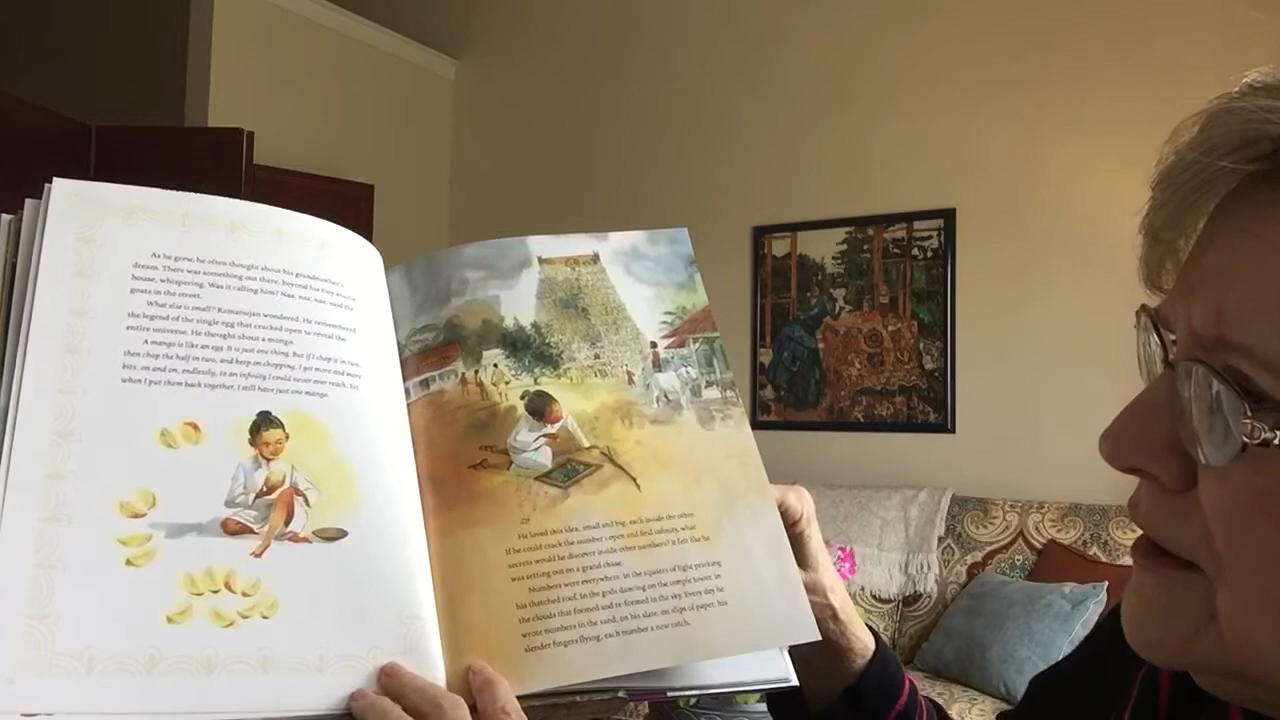 As he grew, he often thought about his grandmother's
dream. There was something out there, beyond his tiny
house, whispering. Was it calling him? Naa, naa, naa, said the
goats in the street.
What else is small? Ramanujan wondered. He remembered
the legend of the single egg that cracked open to reveal the
entire universe. He thought about a mango.
A mango is like an egg. It is just one thing. But if I chop it in two,
then chop the half in two, and keep on chopping, I get more and more
bits, on and on, endlessly, to an infinity I could never ever reach. Yet
when I put them back together, I still have just one mango.
He loved this idea, small and big, each inside the other.
If he could crack the number 1 open and find infinity, what
secrets would he discover inside other numbers? It felt like he
was setting out on a grand chase.
Numbers were everywhere. In the squares of light pricking
his thatched roof. In the gods dancing on the temple tower. In
the clouds that formed and re-formed in the sky. Every day he
wrote numbers in the sand, on his slate, on slips of paper, his
slender fingers flying, each number a new catch.